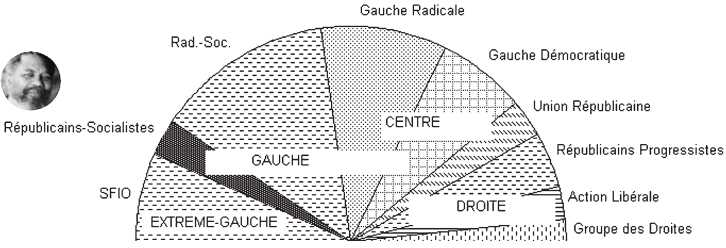 Gauche Radicale
Rad.-Soc.
Gauche Démocratique
Union Républicaine
CENTRE
Républicains-Socialistes
Républicains Progressistes
GAUCHE
SFIO
Action Libérale
DROITE
EXTREME-GAUCHE
Groupe des Droites